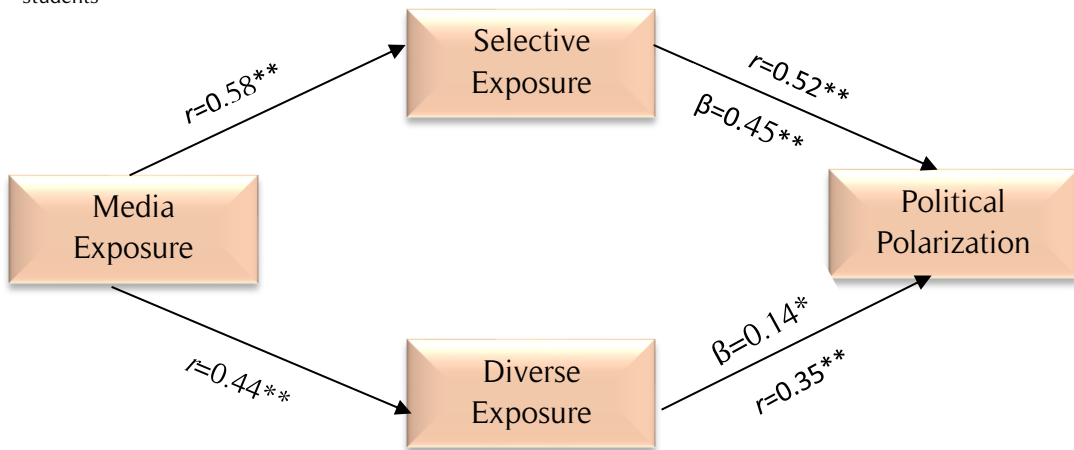 students
Selective
Exposure
r=0.58**
r=0.52**
β=0.45**
Media
Exposure
Political
Polarization
r=0.44**
Diverse
Exposure
β=0.14*
r=0.35**